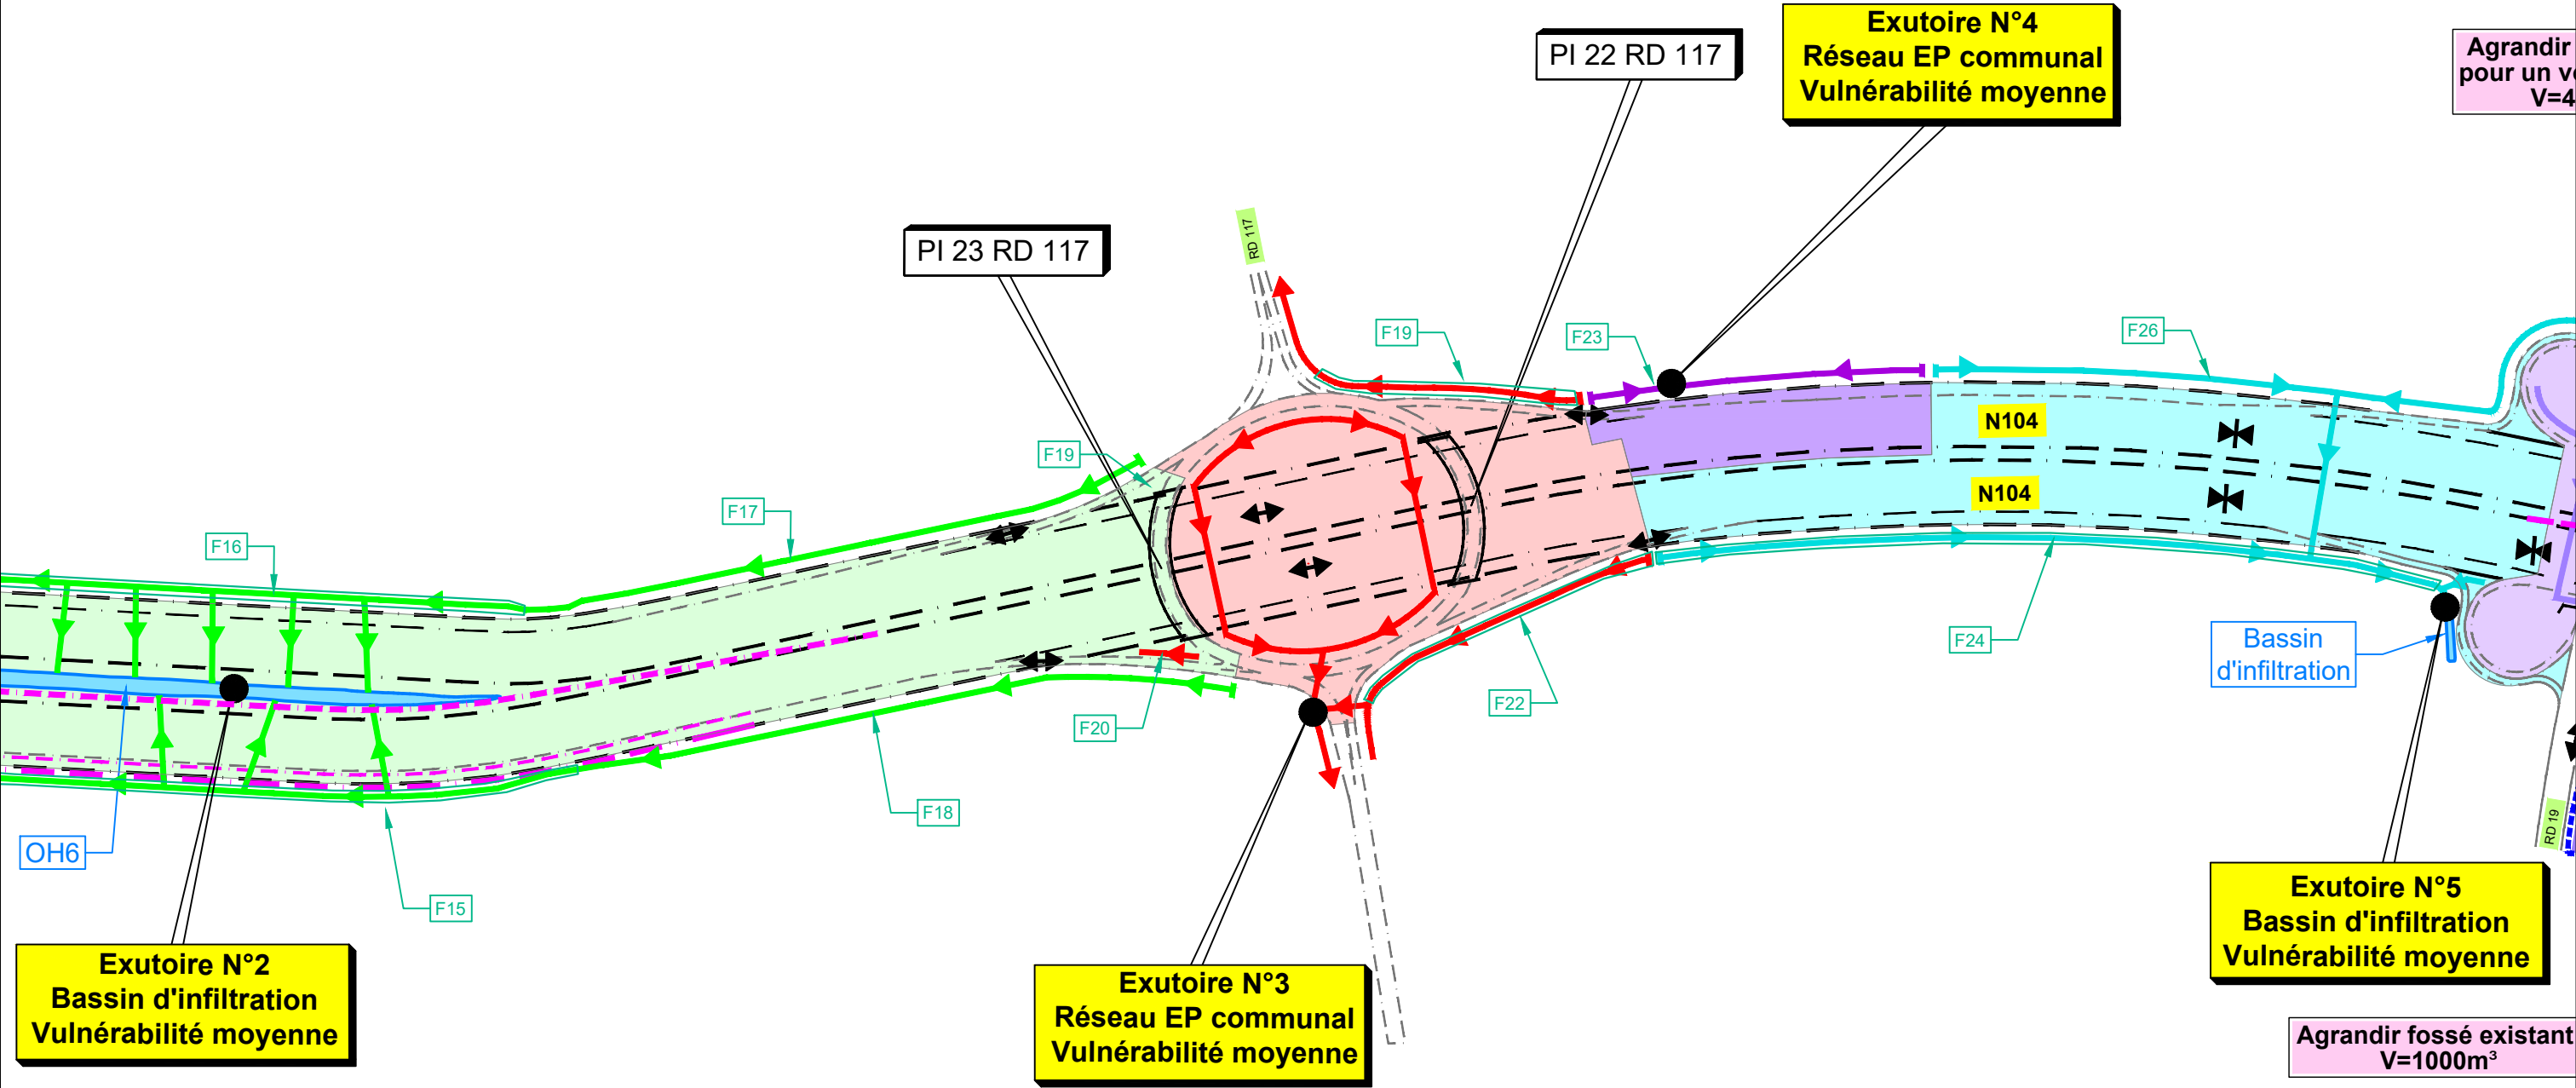 Exutoire N°4
Réseau EP communal
Vulnérabilité moyenne
Agrandir
pour un v
V=4
PI 22 RD 117
PI 23 RD 117
RD 117
F19
F23
F26
N104
F19
F17
N104
F16
F24
Bassin
d'infiltration
F22
F20
F18
RD 19
OH6
F15
Exutoire N°5
Bassin d'infiltration
Vulnérabilité moyenne
Exutoire N°2
Bassin d'infiltration
Vulnérabilité moyenne
Exutoire N°3
Réseau EP communal
Vulnérabilité moyenne
Agrandir fossé existant
V=1000m³